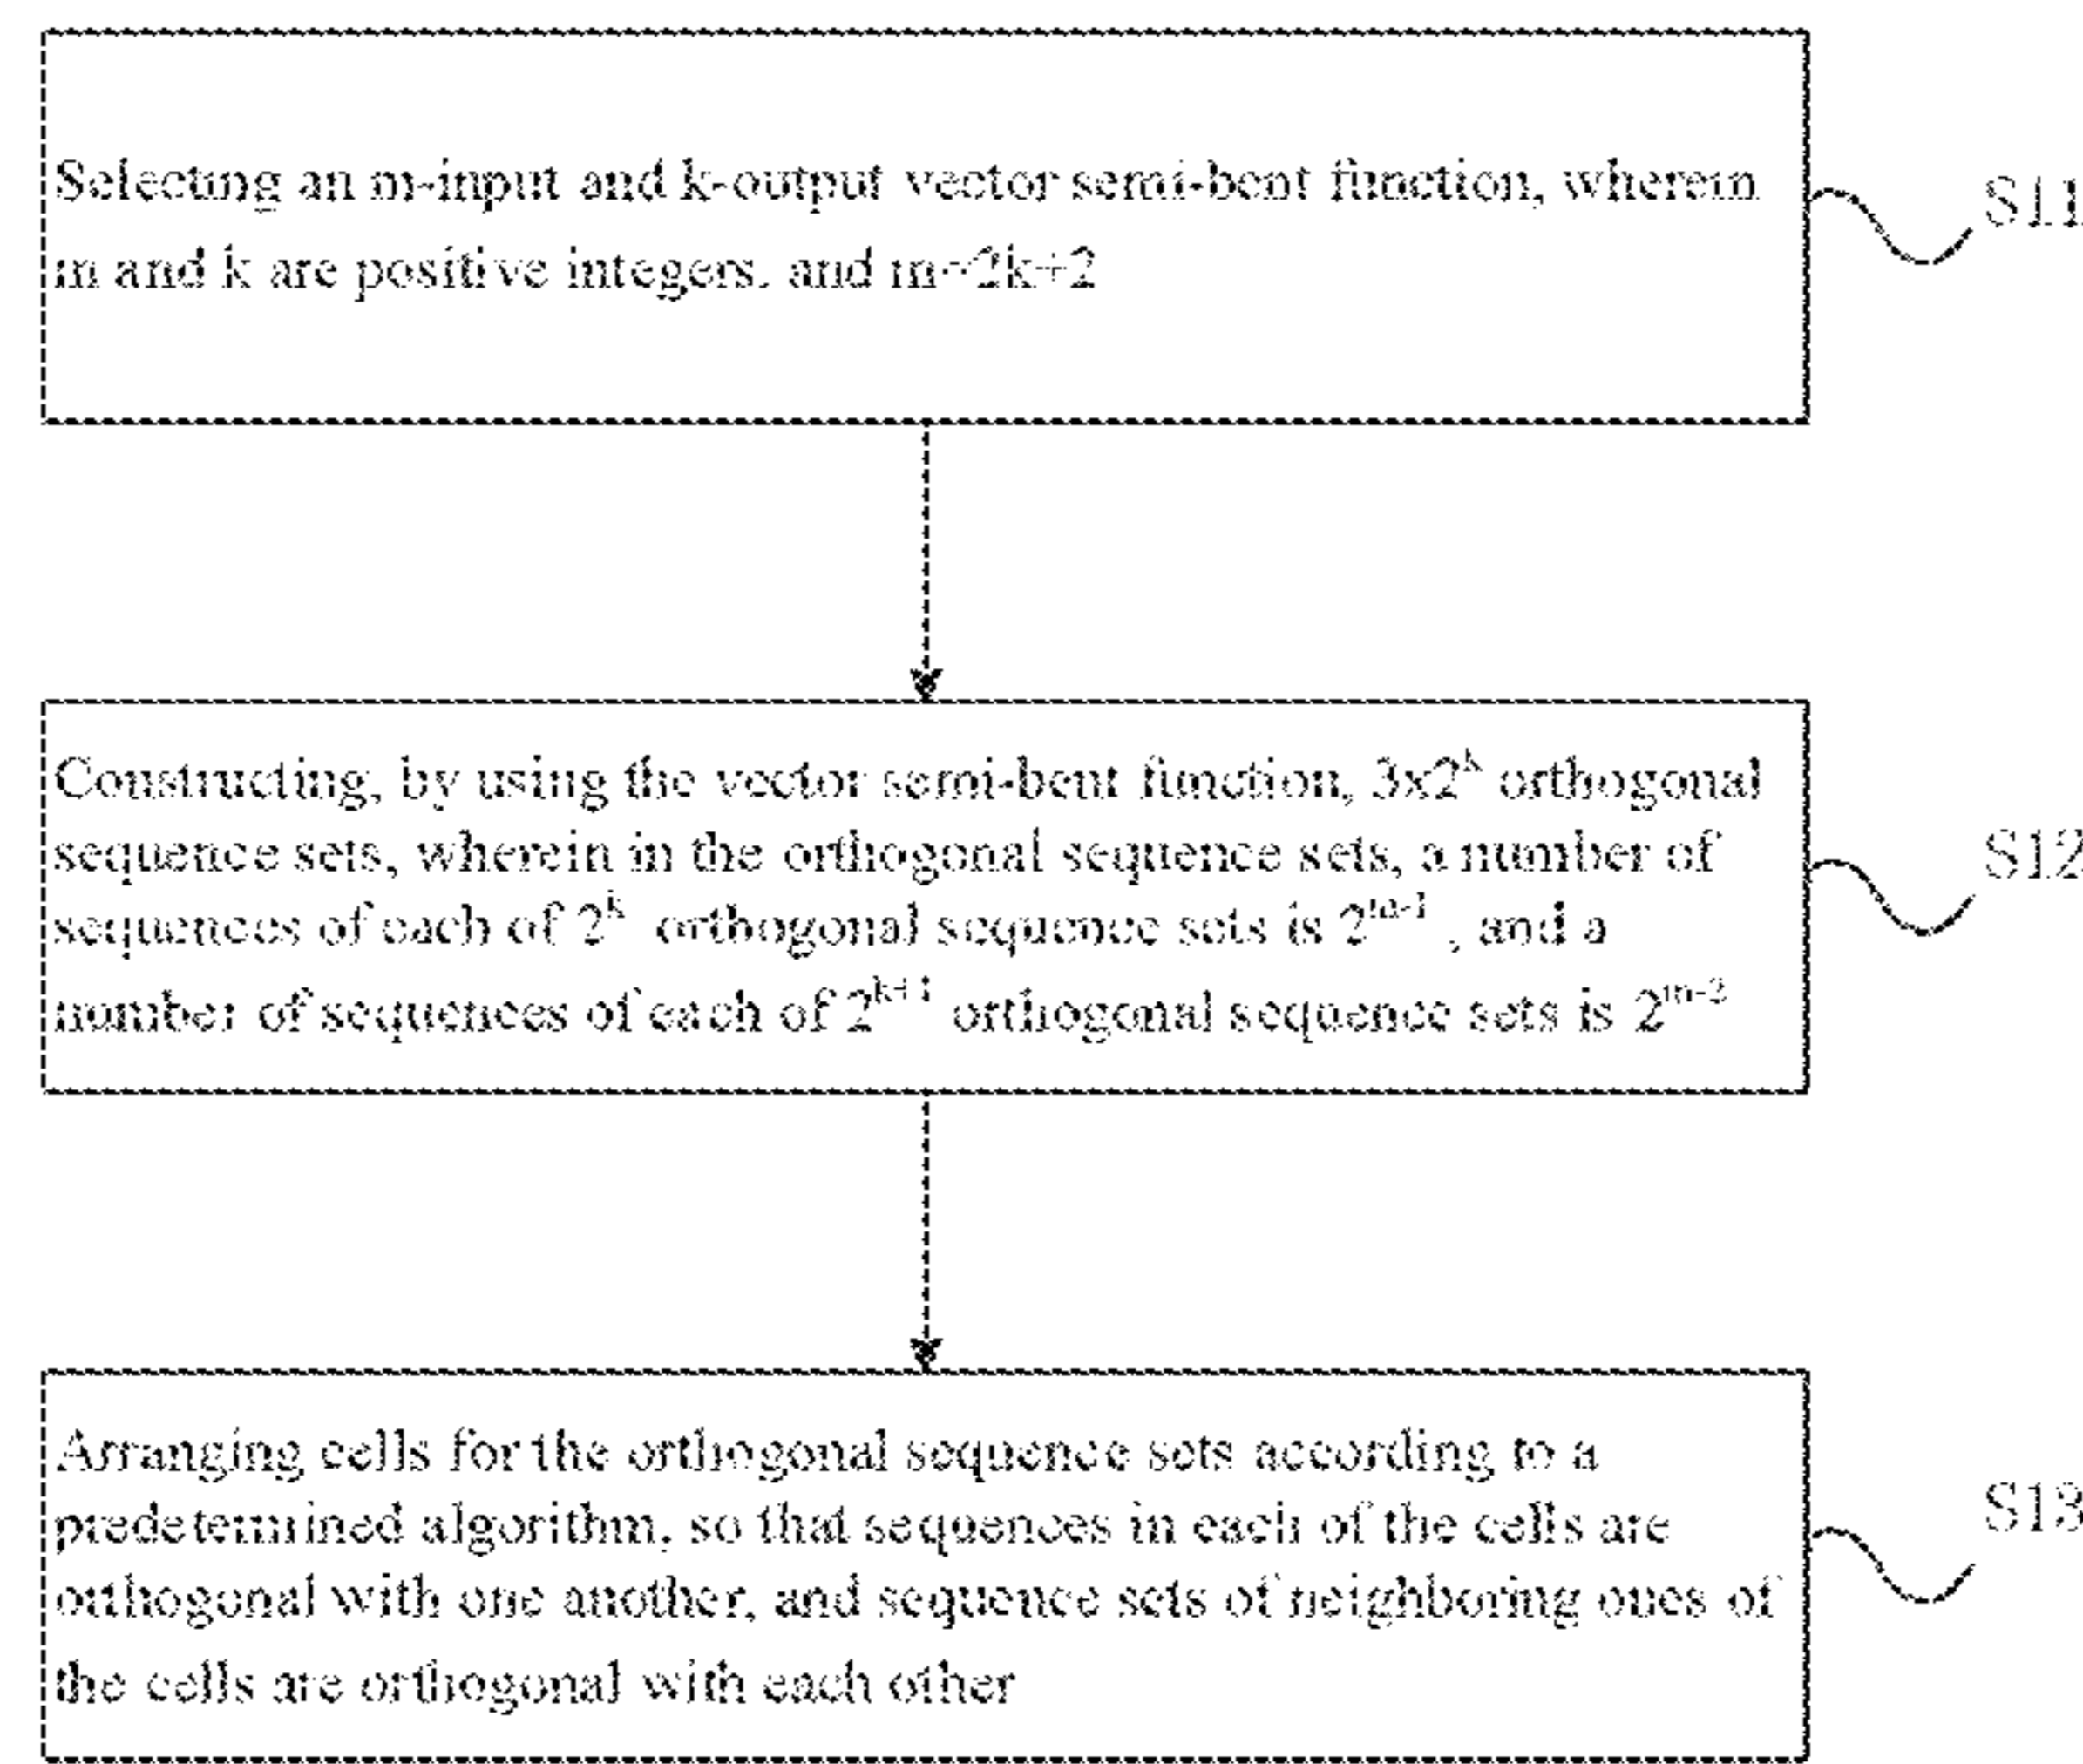 Selecting an m-input and k-output vector semi-bent function, wherein
m and k are positive integers, and m=2k+2
S11
Constructing, by using the vector semi-bent function, 3x2^k orthogonal
sequence sets, wherein in the orthogonal sequence sets, a number of
sequences of each of 2^k orthogonal sequence sets is 2^m-1 , and a
number of sequences of each of 2^k+1 orthogonal sequence sets is 2^m-2
S12
Arranging cells for the orthogonal sequence sets according to a
predetermined algorithm, so that sequences in each of the cells are
orthogonal with one another, and sequence sets of neighboring ones of
the cells are orthogonal with each other
S13